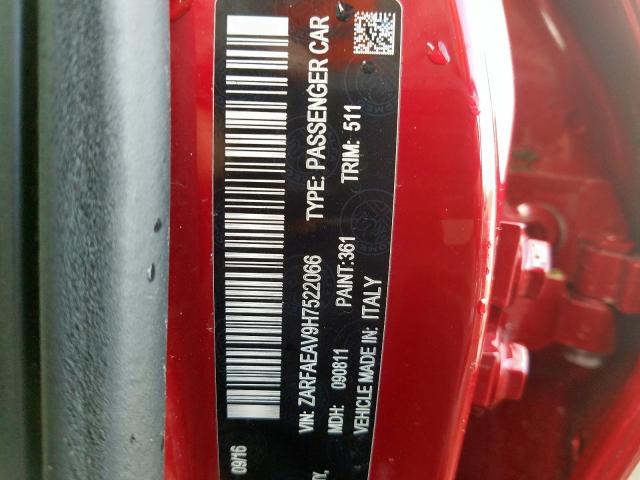 09/16
VIN: ZARFAEAV9H7522066 TYPE: PASSENGER CAR
MDH: 090811 PAINT:361 TRIM: 511
VEHICLE MADE IN: ITALY